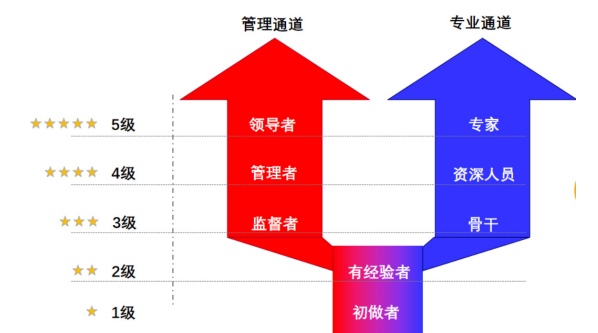 管理通道 专业通道
5级 领导者 专家
4级 管理者 资深人员
3级 监督者 骨干
2级 有经验者
1级 初做者